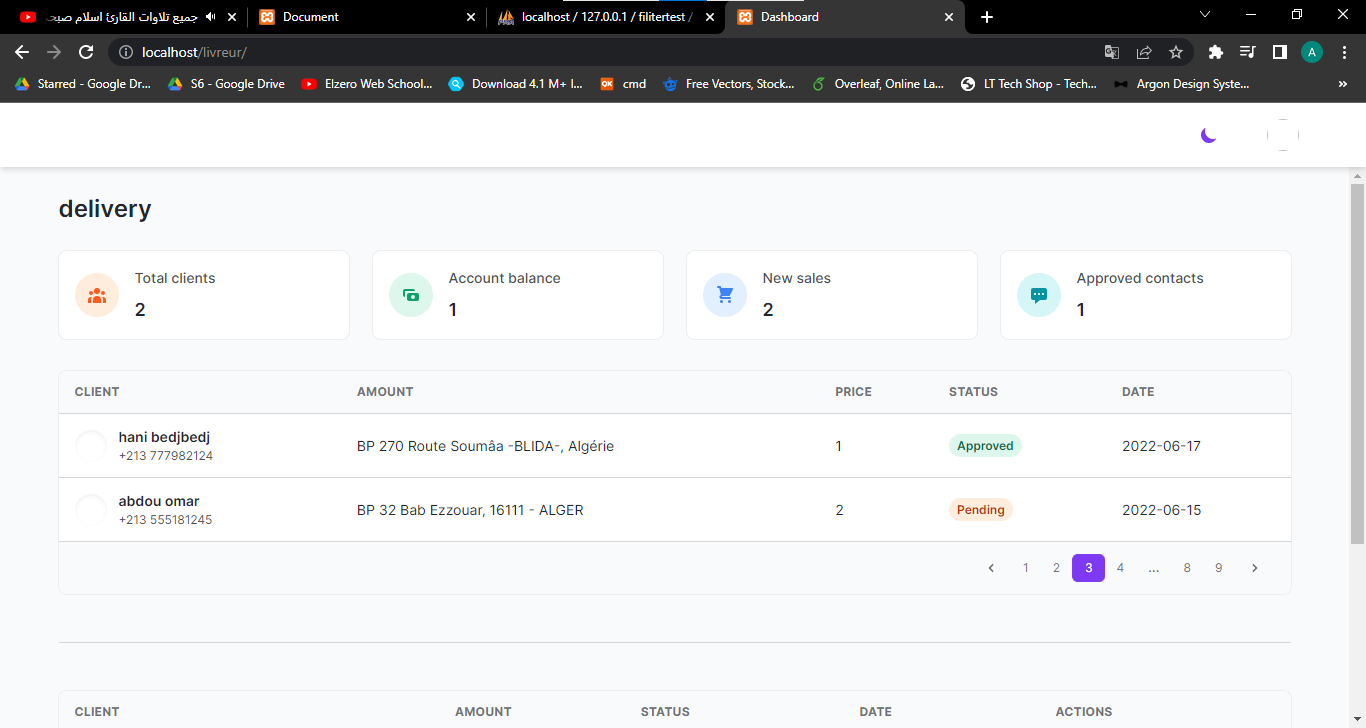 جميع تلاوات القارئ اسلام صبحـ
Document
localhost / 127.0.0.1 / filitertest /
Dashboard
localhost/livreur/
A
Starred - Google Dr...
S6 - Google Drive
Elzero Web School...
Download 4.1 M+ I...
cmd
Free Vectors, Stock...
Overleaf, Online La...
LT Tech Shop - Tech...
Argon Design Syste...
»
delivery
Total clients
2
Account balance
1
New sales
2
Approved contacts
1
CLIENT AMOUNT PRICE STATUS DATE
hani bedjbedj
+213 777982124
BP 270 Route Soumâa -BLIDA-, Algérie
1
Approved
2022-06-17
abdou omar
+213 555181245
BP 32 Bab Ezzouar, 16111 - ALGER
2
Pending
2022-06-15
1 2 3 4 ... 8 9
CLIENT AMOUNT STATUS DATE ACTIONS